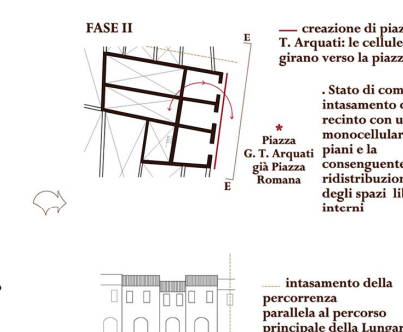 FASE II
E
creazione di piaz
T. Arquati: le cellule
girano verso la piazz
. Stato di com
intasamento
recinto con u
monocellular
piani e la
consenguente
ridistribuzion
degli spazi li
interni
*
Piazza
G. T. Arquati
già Piazza
Romana
E
intasamento della
percorrenza
parallela al percorso
principale della Lungar